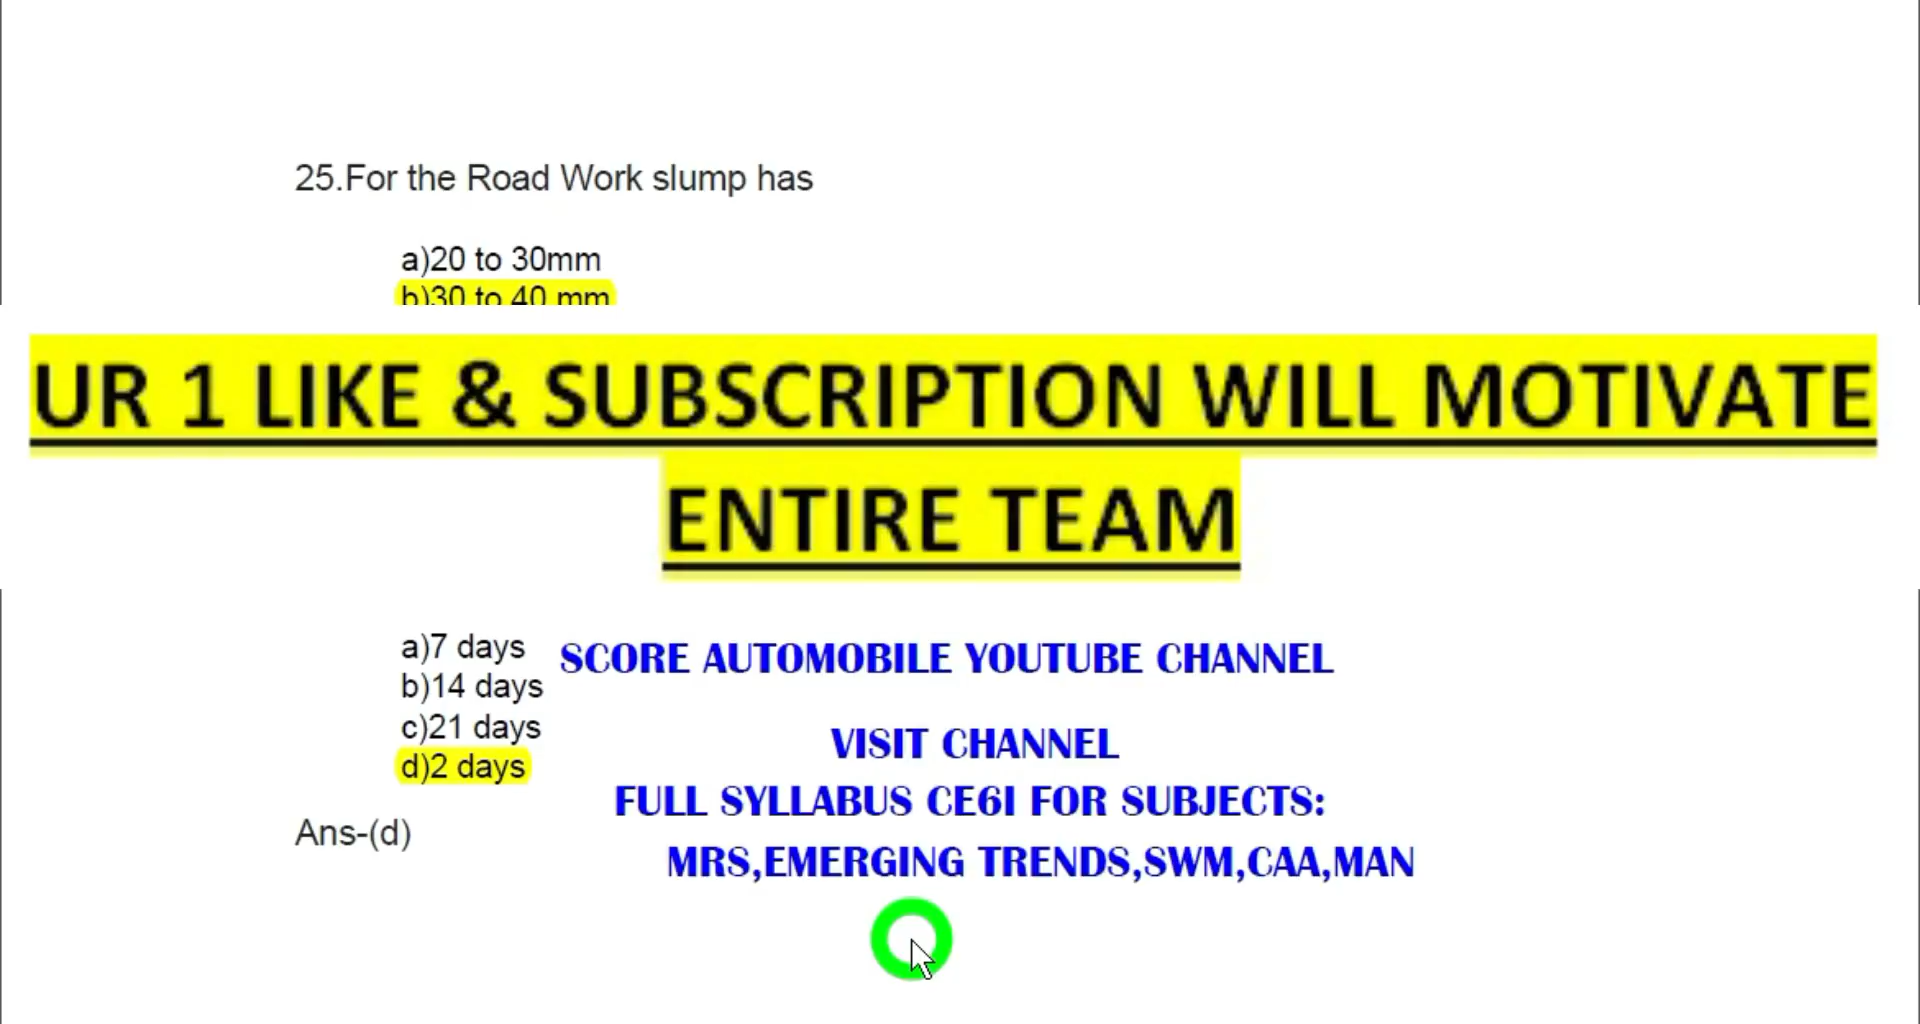 25.For the Road Work slump has
a)20 to 30mm
b)30 to 40 mm
UR 1 LIKE & SUBSCRIPTION WILL MOTIVATE
ENTIRE TEAM
a)7 days
SCORE AUTOMOBILE YOUTUBE CHANNEL
b)14 days
c)21 days
VISIT CHANNEL
d)2 days
FULL SYLLABUS CE6I FOR SUBJECTS:
Ans-(d)
MRS,EMERGING TRENDS,SWM,CAA,MAN